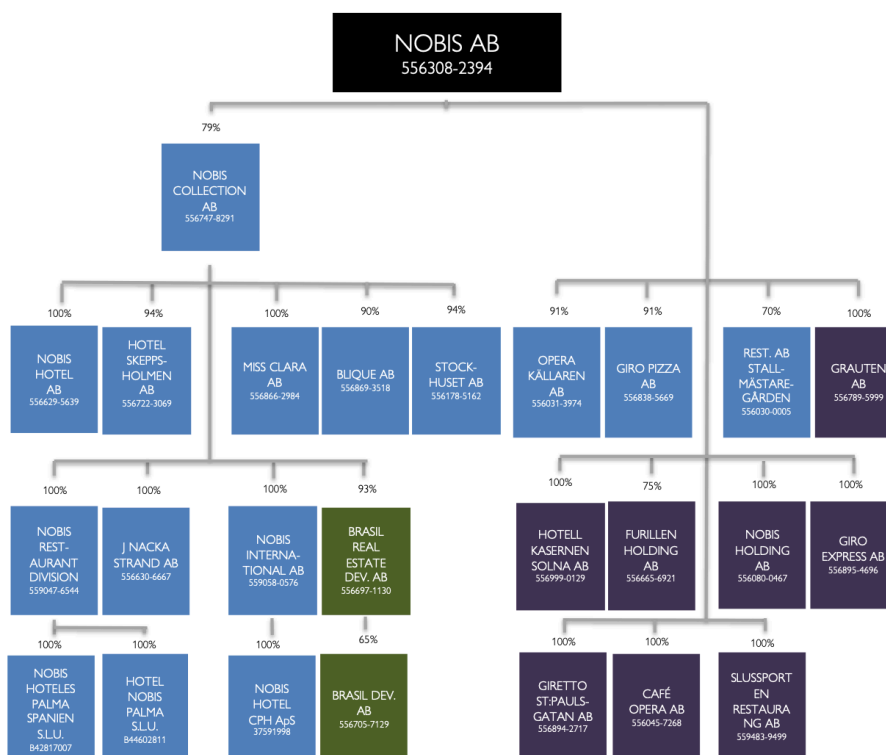 NOBIS AB
556308-2394
79%
NOBIS
COLLECTION
AB
556747-8291
100%
NOBIS
HOTEL
AB
556629-5639
94%
HOTEL
SKEPPS-
HOLMEN
AB
556722-3069
100%
MISS CLARA
AB
556866-2984
90%
BLIQUE AB
556869-3518
94%
STOCK-
HUSET AB
556178-5162
91%
OPERA
KÄLLAREN
AB
556031-3974
91%
GIRO PIZZA
AB
556838-5669
70%
REST. AB
STALL-
MÄSTARE-
GÅRDEN
556030-0005
100%
GRAUTEN
AB
556789-5999
100%
NOBIS
REST-
AURANT
DIVISION
559047-6544
100%
J NACKA
STRAND AB
556630-6667
100%
NOBIS
INTERNA-
TIONAL AB
559058-0576
93%
BRASIL
REAL
ESTATE
DEV. AB
556697-1130
100%
HOTELL
KASERNEN
SOLNA AB
556999-0129
75%
FURILLEN
HOLDING
AB
556665-6921
100%
NOBIS
HOLDING
AB
556080-0467
100%
GIRO
EXPRESS AB
556895-4696
100%
NOBIS
HOTELES
PALMA
SPANIEN
S.L.U.
B42817007
100%
HOTEL
NOBIS
PALMA
S.L.U.
B44602811
100%
NOBIS
HOTEL
CPH ApS
37591998
65%
BRASIL DEV.
AB
556705-7129
100%
GIRETTO
ST:PAULS-
GATAN AB
556894-2717
100%
CAFÉ
OPERA AB
556045-7268
100%
SLUSSPORT
EN
RESTAURA
NG AB
559483-9499